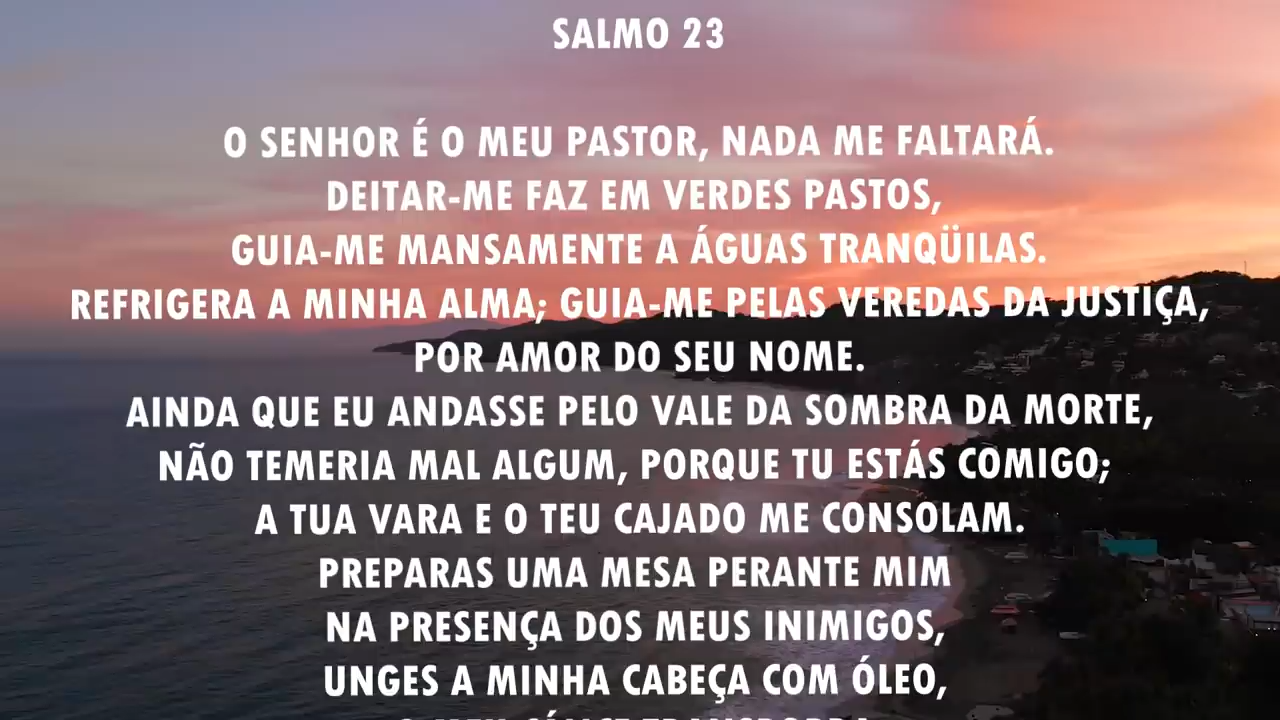 SALMO 23
O SENHOR É O MEU PASTOR, NADA ME FALTARÁ.
DEITAR-ME FAZ EM VERDES PASTOS,
GUIA-ME MANSAMENTE A ÁGUAS TRANQÜILAS.
REFRIGERA A MINHA ALMA; GUIA-ME PELAS VEREDAS DA JUSTIÇA,
POR AMOR DO SEU NOME.
AINDA QUE EU ANDASSE PELO VALE DA SOMBRA DA MORTE,
NÃO TEMERIA MAL ALGUM, PORQUE TU ESTÁS COMIGO;
A TUA VARA E O TEU CAJADO ME CONSOLAM.
PREPARAS UMA MESA PERANTE MIM
NA PRESENÇA DOS MEUS INIMIGOS,
UNGES A MINHA CABEÇA COM ÓLEO,